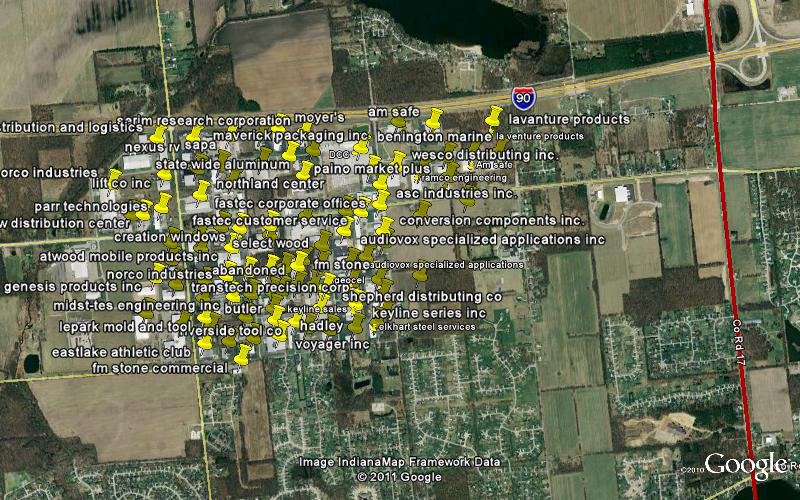 90
sarim research corporation
moyer's
am safe
lavanture products
stribution and logistics
maverick packaging inc
benington marine
la venture products
nexus rv
sapa
DCC
wesco distributing inc.
state wide aluminum
paino market plus
Am safe
orco industries
ramco engineering
lift co inc
northland center
asc industries inc.
parr technologies
fastec corporate offices
w distribution center
fastec customer service
conversion components inc.
creation windows
select wood
audiovox specialized applications inc
atwood mobile products inc
norco industries
abandoned
fm stone
audiovox specialized applications
geocel
genesis products inc
transtech precision corp
shepherd distributing co
midst-tes engineering inc
butler
keyline sales
keyline series inc
lepark mold and tool
verside tool co
hadley
elkhart steel services
voyager inc
eastlake athletic club
fm stone commercial
Co Rd 17
Image IndianaMap Framework Data
© 2011 Google
©2010
Google